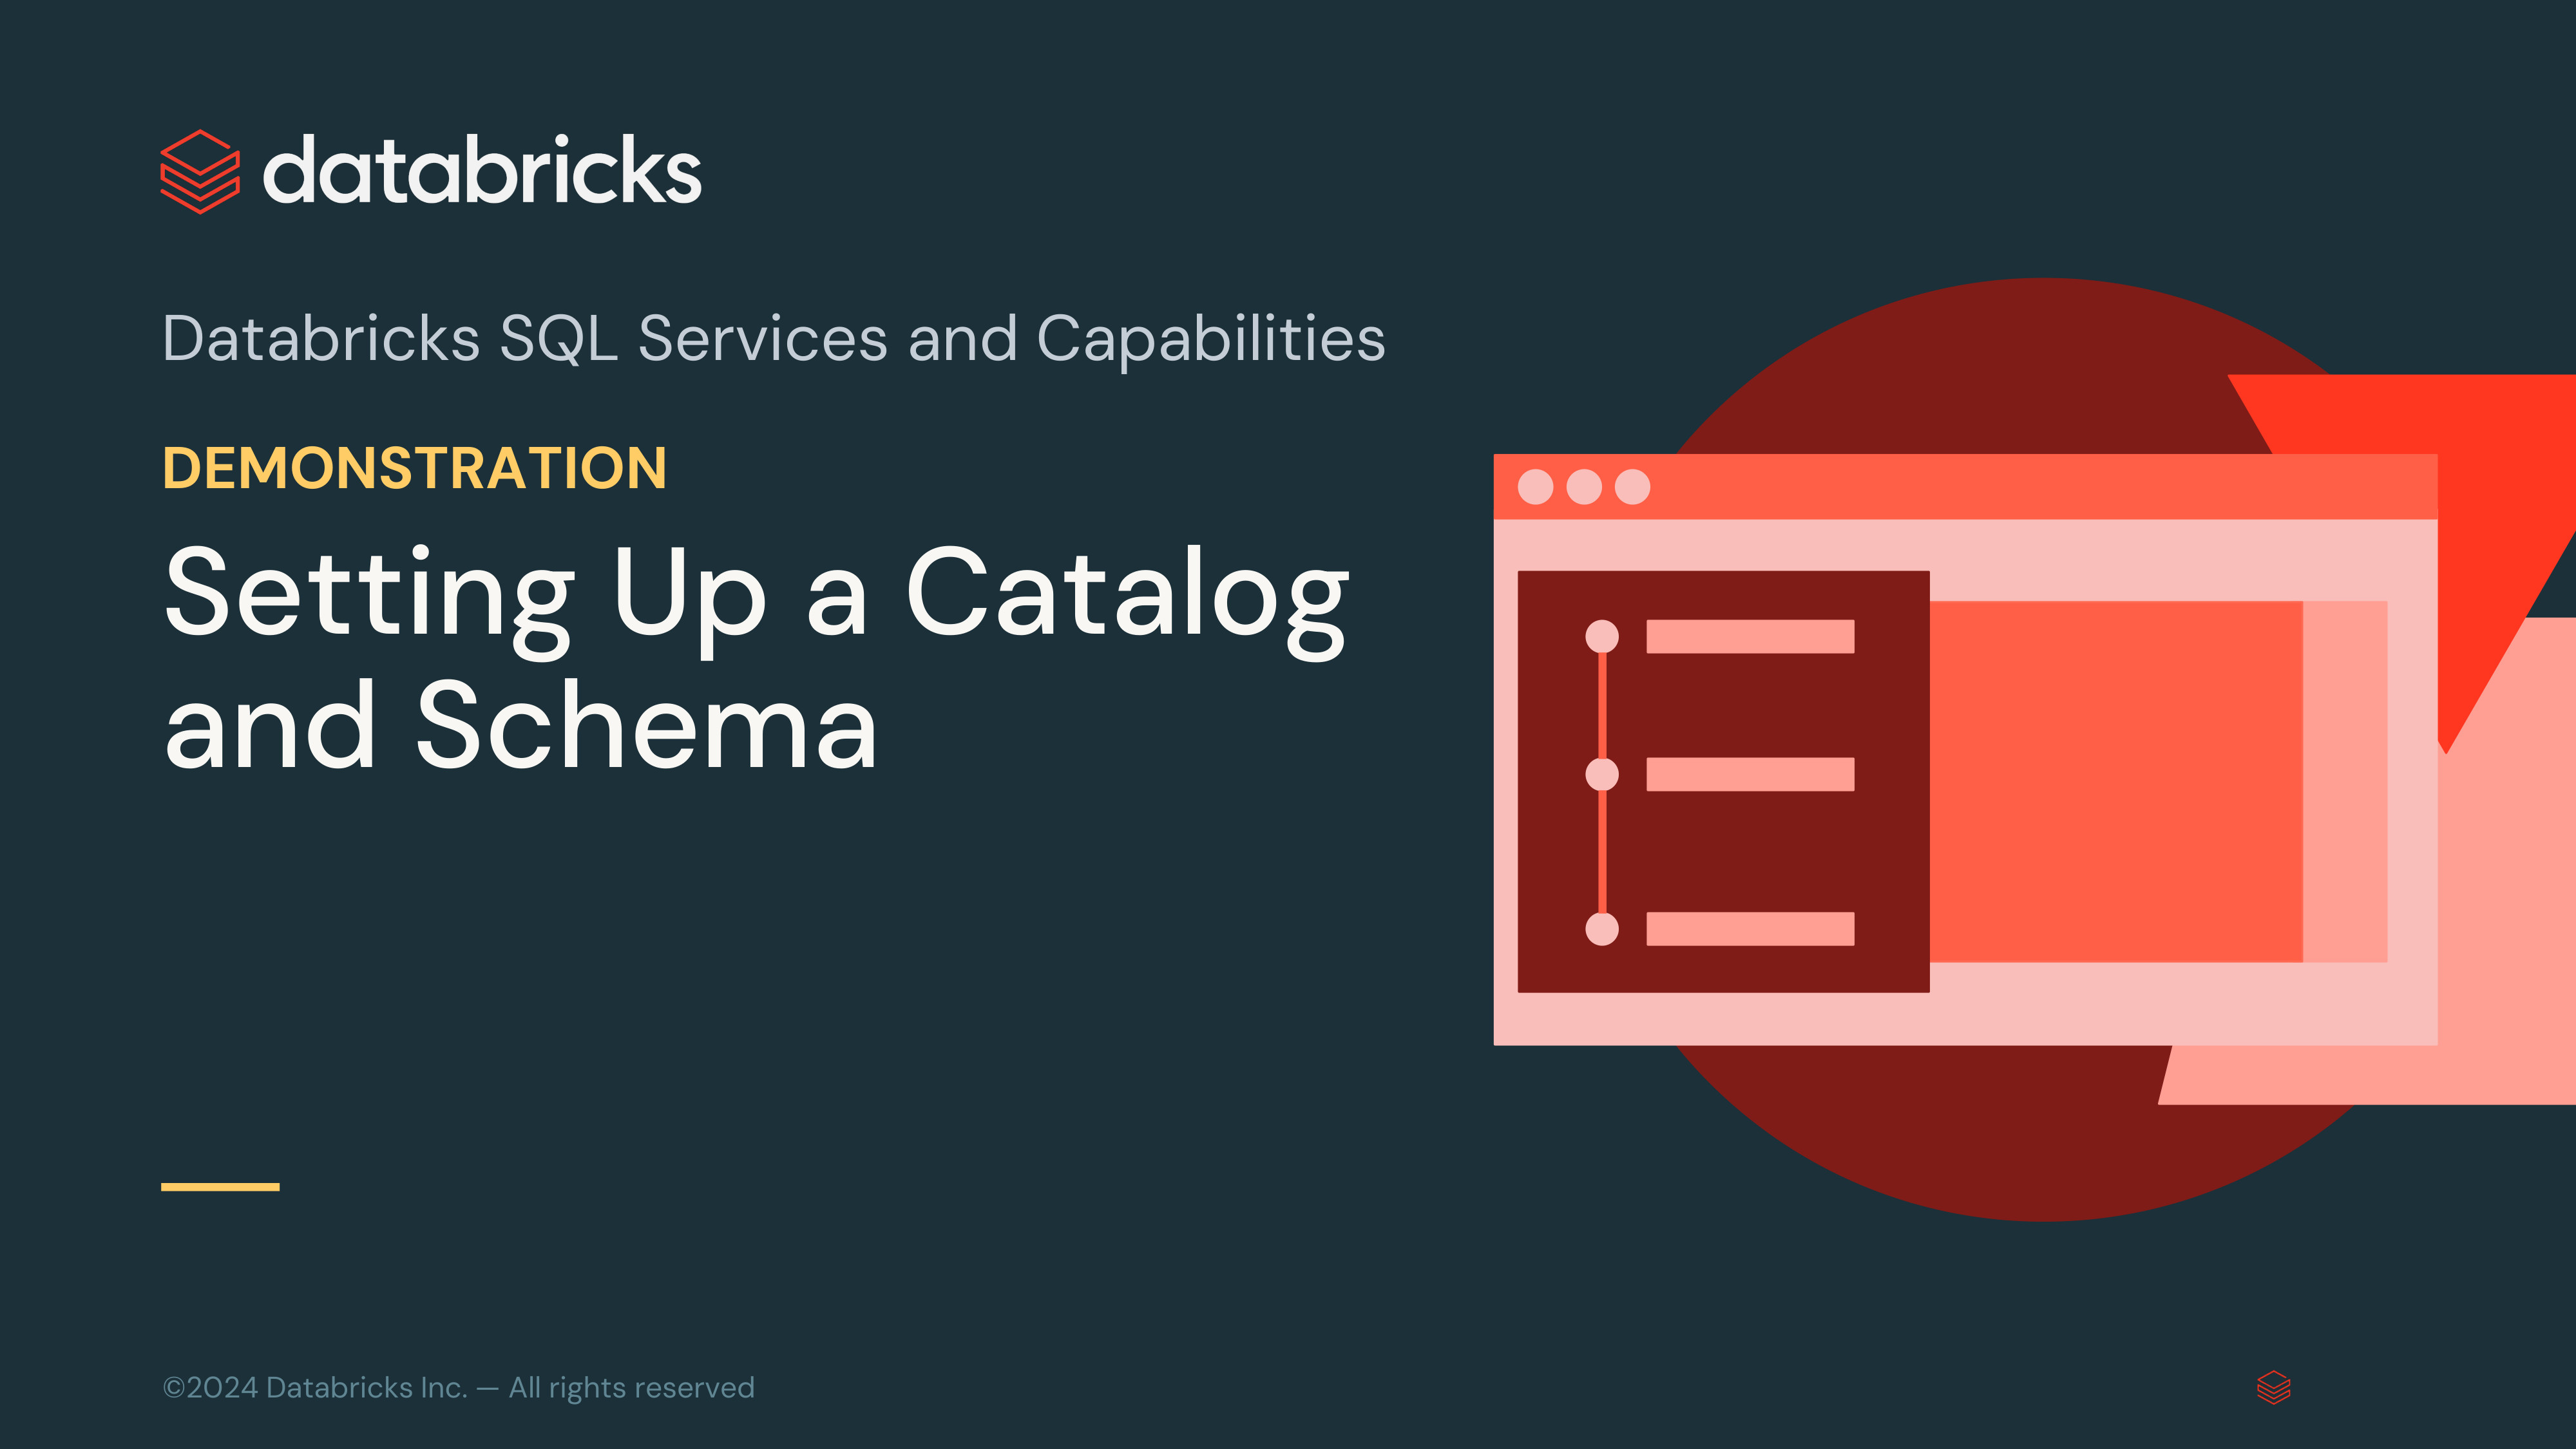 databricks
Databricks SQL Services and Capabilities
DEMONSTRATION
Setting Up a Catalog
and Schema
©2024 Databricks Inc. — All rights reserved